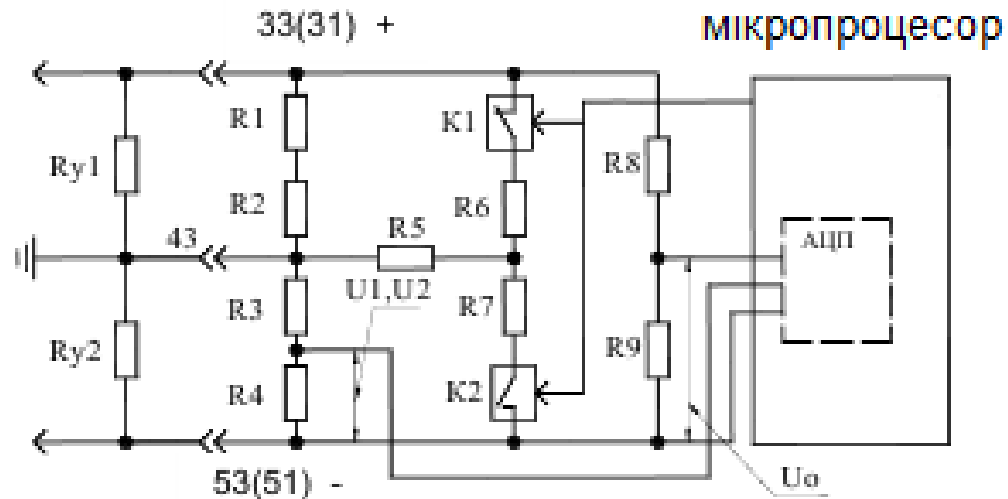 33(31) +
мікропроцесор
R1
K1
Ry1
R2
R6
R8
43
R5
АЦП
U1,U2
R3
R7
Ry2
R9
R4
K2
53(51) -
Uo